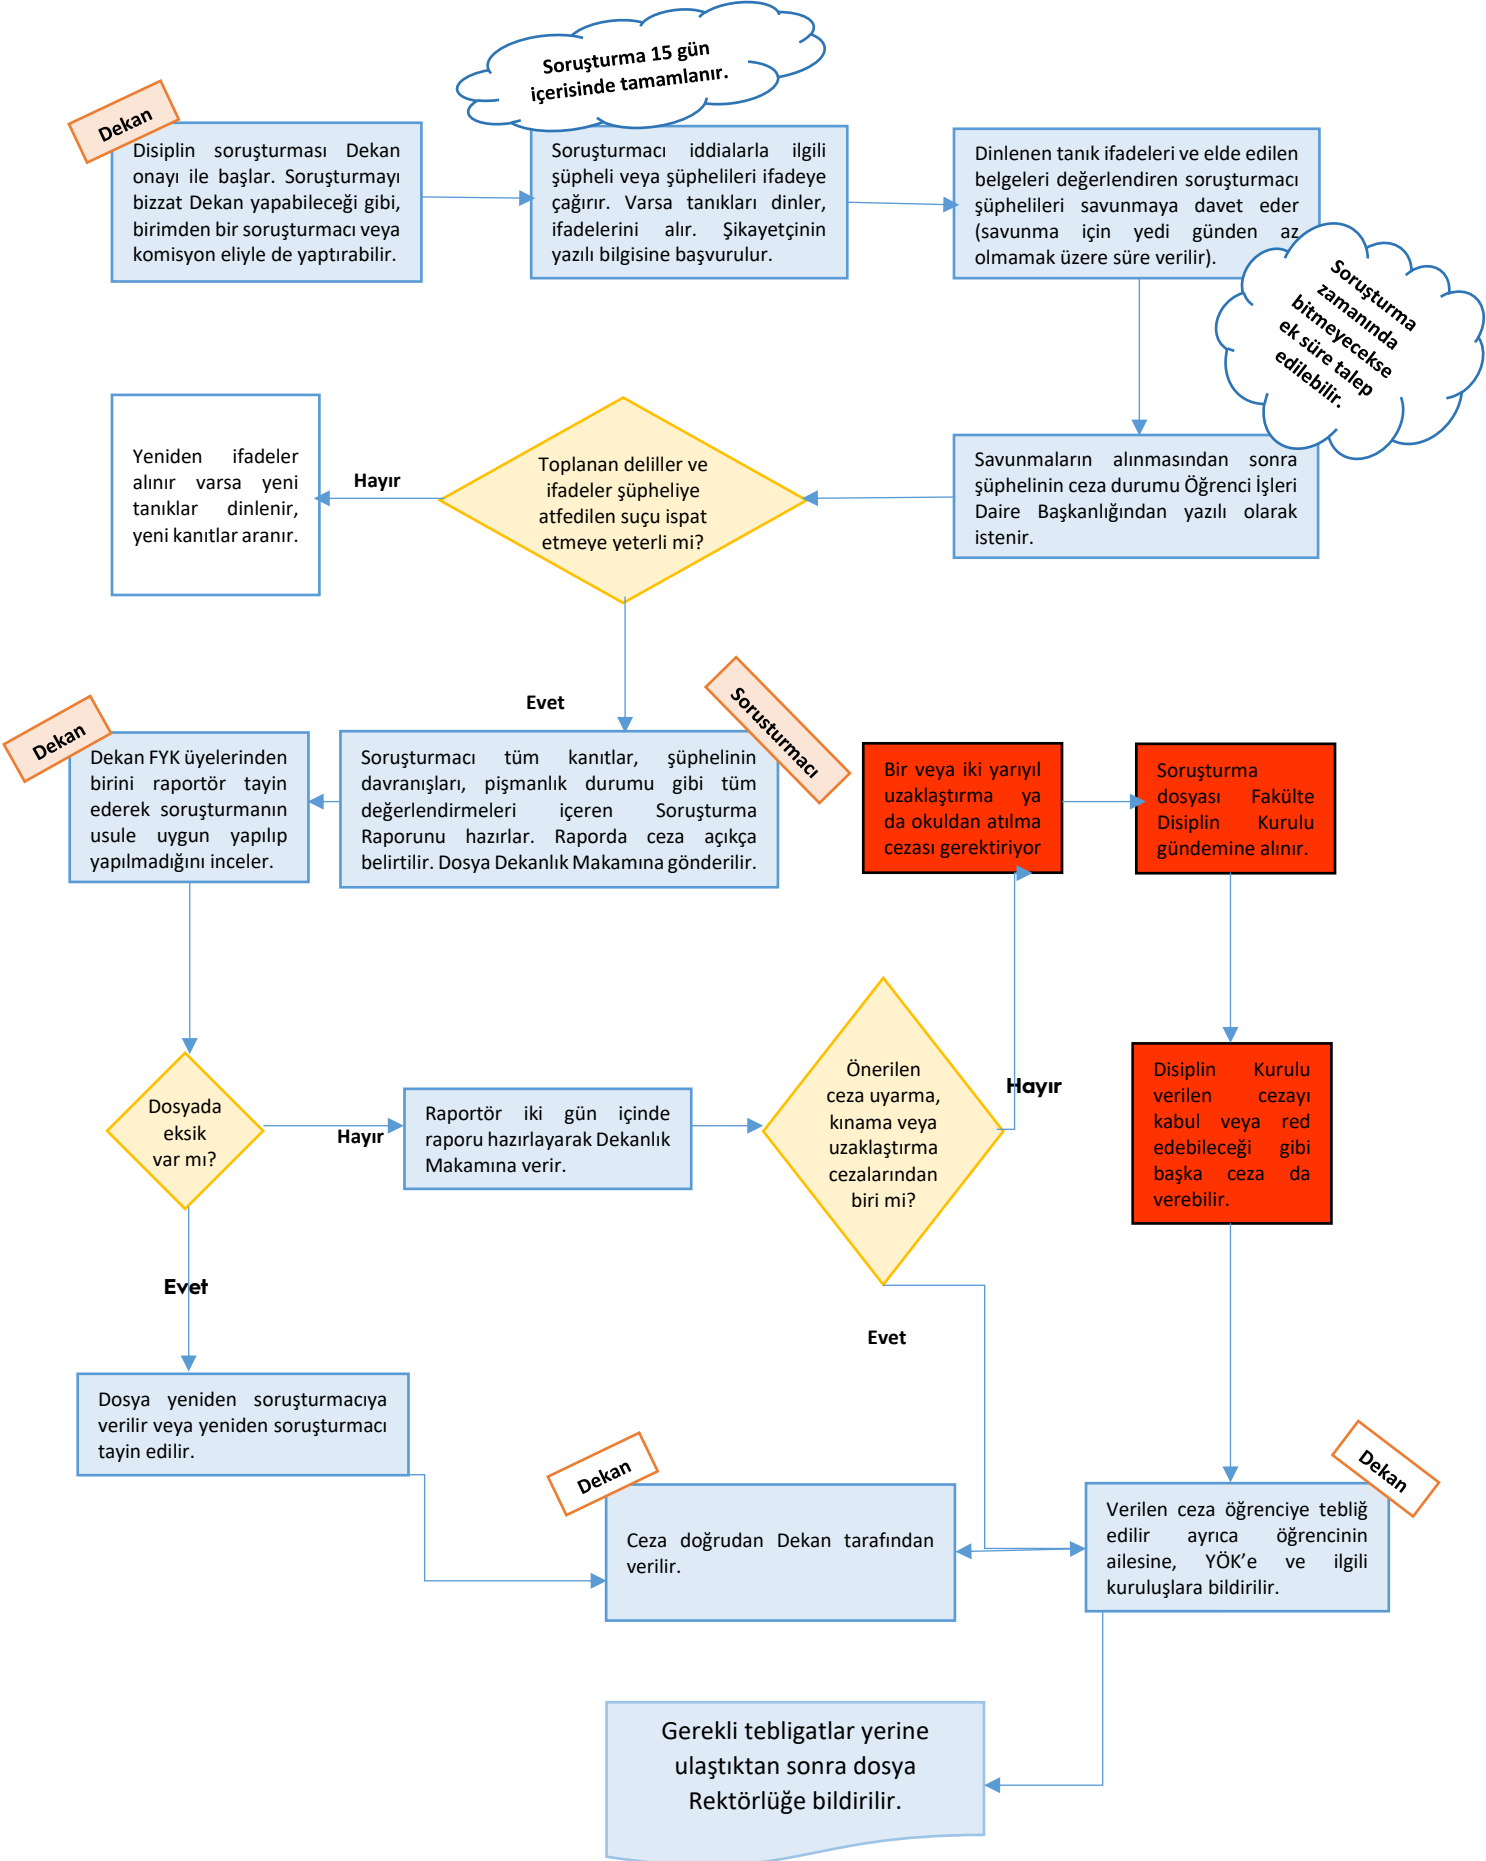 Soruşturma 15 gün
içerisinde tamamlanır.
Dekan
Disiplin soruşturması Dekan
onayı ile başlar. Soruşturmayı
bizzat Dekan yapabileceği gibi,
birimden bir soruşturmacı veya
komisyon eliyle de yaptırabilir.
Soruşturmacı iddialarla ilgili
şüpheli veya şüphelileri ifadeye
çağırır. Varsa tanıkları dinler,
ifadelerini alır. Şikayetçinin
yazılı bilgisine başvurulur.
Dinlenen tanık ifadeleri ve elde edilen
belgeleri değerlendiren soruşturmacı
şüphelileri savunmaya davet eder
(savunma için yedi günden az
olmamak üzere süre verilir).
Soruşturma
zamanında
bitmeyecekse
ek süre talep
edilebilir.
Savunmaların alınmasından sonra
şüphelinin ceza durumu Öğrenci İşleri
Daire Başkanlığından yazılı olarak
istenir.
Toplanan deliller ve
ifadeler şüpheliye
atfedilen suçu ispat
etmeye yeterli mi?
Hayır
Yeniden ifadeler
alınır varsa yeni
tanıklar dinlenir,
yeni kanıtlar aranır.
Evet
Soruşturmacı
Soruşturmacı tüm kanıtlar, şüphelinin
davranışları, pişmanlık durumu gibi tüm
değerlendirmeleri içeren Soruşturma
Raporunu hazırlar. Raporda ceza açıkça
belirtilir. Dosya Dekanlık Makamına gönderilir.
Dekan
Dekan FYK üyelerinden
birini raportör tayin
ederek soruşturmanın
usule uygun yapılıp
yapılmadığını inceler.
Bir veya iki yarıyıl
uzaklaştırma ya
da okuldan atılma
cezası gerektiriyor
Soruşturma
dosyası Fakülte
Disiplin Kurulu
gündemine alınır.
Dosyada
eksik
var mı?
Hayır
Raportör iki gün içinde
raporu hazırlayarak Dekanlık
Makamına verir.
Önerilen
ceza uyarma,
kınama veya
uzaklaştırma
cezalarından
biri mi?
Hayır
Disiplin Kurulu
verilen cezayı
kabul veya red
edebileceği gibi
başka ceza da
verebilir.
Evet
Evet
Dosya yeniden soruşturmacıya
verilir veya yeniden soruşturmacı
tayin edilir.
Dekan
Ceza doğrudan Dekan tarafından
verilir.
Dekan
Verilen ceza öğrenciye tebliğ
edilir ayrıca öğrencinin
ailesine, YÖK’e ve ilgili
kuruluşlara bildirilir.
Gerekli tebligatlar yerine
ulaştıktan sonra dosya
Rektörlüğe bildirilir.